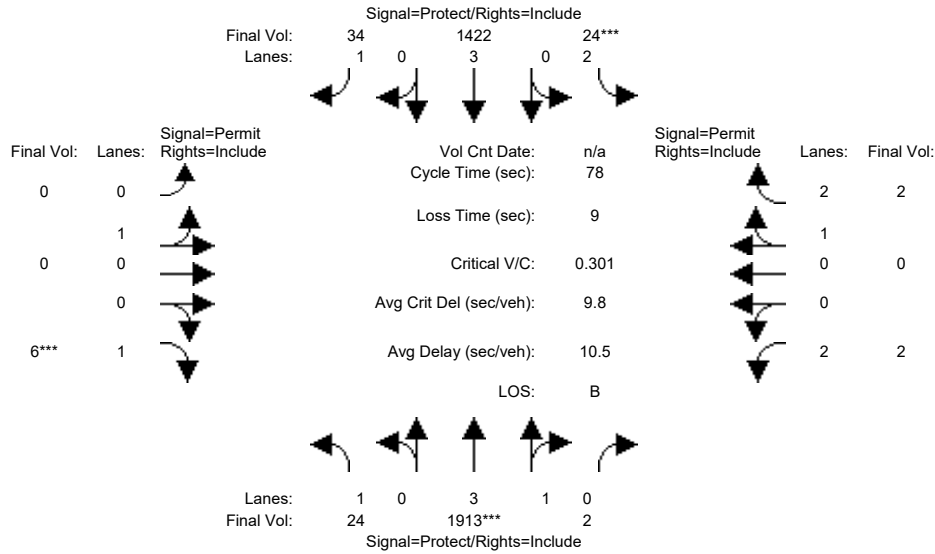 Signal=Protect/Rights=Include
Final Vol: 34 1422 24***
Lanes: 1 0 3 0 2
Signal=Permit Signal=Permit
Final Vol: Lanes: Rights=Include Vol Cnt Date: n/a Rights=Include Lanes: Final Vol:
Cycle Time (sec): 78
0 0 2 2
Loss Time (sec): 9
1 1
0 0 Critical V/C: 0.301 0 0
0 Avg Crit Del (sec/veh): 9.8 0
6*** 1 Avg Delay (sec/veh): 10.5 2 2
LOS: B
Lanes: 1 0 3 1 0
Final Vol: 24 1913*** 2
Signal=Protect/Rights=Include